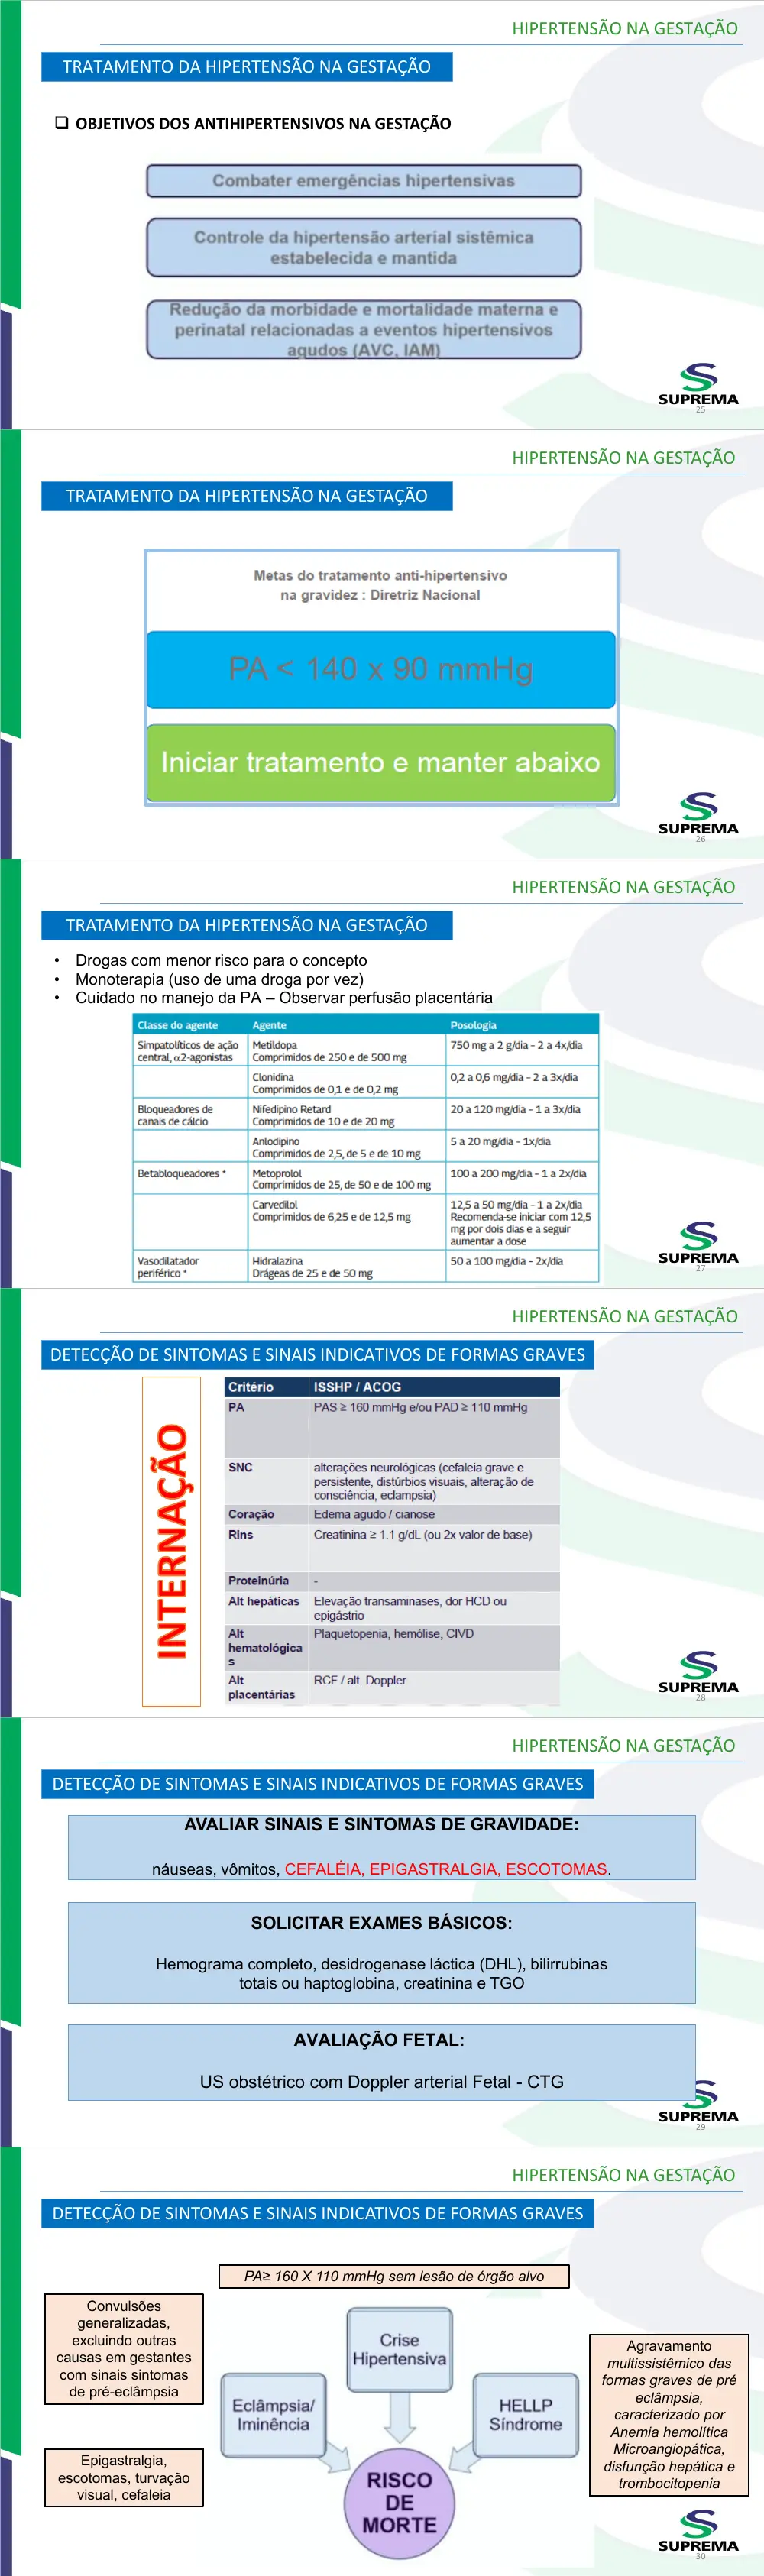 HIPERTENSÃO NA GESTAÇÃO
TRATAMENTO DA HIPERTENSÃO NA GESTAÇÃO
OBJETIVOS DOS ANTIHIPERTENSIVOS NA GESTAÇÃO
Combater emergências hipertensivas
Controle da hipertensão arterial sistêmica
estabelecida e mantida
Redução da morbidade e mortalidade materna e
perinatal relacionadas a eventos hipertensivos
agudos (AVC, IAM)
SUPREMA
25
HIPERTENSÃO NA GESTAÇÃO
TRATAMENTO DA HIPERTENSÃO NA GESTAÇÃO
Metas do tratamento anti-hipertensivo
na gravidez : Diretriz Nacional
PA < 140 x 90 mmHg
Iniciar tratamento e manter abaixo
SUPREMA
26
HIPERTENSÃO NA GESTAÇÃO
TRATAMENTO DA HIPERTENSÃO NA GESTAÇÃO
• Drogas com menor risco para o concepto
• Monoterapia (uso de uma droga por vez)
• Cuidado no manejo da PA – Observar perfusão placentária
Classe do agente Agente Posologia
Simpatolíticos de ação Metildopa 750 mg a 2 g/dia - 2 a 4x/dia
central, α2-agonistas Comprimidos de 250 e de 500 mg
Clonidina 0,2 a 0,6 mg/dia - 2 a 3x/dia
Comprimidos de 0,1 e de 0,2 mg
Bloqueadores de Nifedipino Retard 20 a 120 mg/dia - 1 a 3x/dia
canais de cálcio Comprimidos de 10 e de 20 mg
Anlodipino 5 a 20 mg/dia - 1x/dia
Comprimidos de 2,5, de 5 e de 10 mg
Betabloqueadores * Metoprolol 100 a 200 mg/dia - 1 a 2x/dia
Comprimidos de 25, de 50 e de 100 mg
Carvedilol 12,5 a 50 mg/dia - 1 a 2x/dia
Comprimidos de 6,25 e de 12,5 mg Recomenda-se iniciar com 12,5
mg por dois dias e a seguir
aumentar a dose
Vasodilatador Hidralazina 50 a 100 mg/dia - 2x/dia
periférico * Drágeas de 25 e de 50 mg
SUPREMA
27
HIPERTENSÃO NA GESTAÇÃO
DETECÇÃO DE SINTOMAS E SINAIS INDICATIVOS DE FORMAS GRAVES
INTERNAÇÃO
Critério ISSHP / ACOG
PA PAS ≥ 160 mmHg e/ou PAD ≥ 110 mmHg
SNC alterações neurológicas (cefaleia grave e
persistente, distúrbios visuais, alteração de
consciência, eclampsia)
Coração Edema agudo / cianose
Rins Creatinina ≥ 1.1 g/dL (ou 2x valor de base)
Proteinúria -
Alt hepáticas Elevação transaminases, dor HCD ou
epigástrio
Alt Plaquetopenia, hemólise, CIVD
hematológica
s
Alt RCF / alt. Doppler
placentárias
SUPREMA
28
HIPERTENSÃO NA GESTAÇÃO
DETECÇÃO DE SINTOMAS E SINAIS INDICATIVOS DE FORMAS GRAVES
AVALIAR SINAIS E SINTOMAS DE GRAVIDADE:
náuseas, vômitos, CEFALÉIA, EPIGASTRALGIA, ESCOTOMAS.
SOLICITAR EXAMES BÁSICOS:
Hemograma completo, desidrogenase láctica (DHL), bilirrubinas
totais ou haptoglobina, creatinina e TGO
AVALIAÇÃO FETAL:
US obstétrico com Doppler arterial Fetal - CTG
SUPREMA
29
HIPERTENSÃO NA GESTAÇÃO
DETECÇÃO DE SINTOMAS E SINAIS INDICATIVOS DE FORMAS GRAVES
PA≥ 160 X 110 mmHg sem lesão de órgão alvo
Convulsões
generalizadas,
excluindo outras
causas em gestantes
com sinais sintomas
de pré-eclâmpsia
Crise
Hipertensiva
Eclâmpsia/
Iminência
HELLP
Síndrome
Agravamento
multissistêmico das
formas graves de pré
eclâmpsia,
caracterizado por
Anemia hemolítica
Microangiopática,
disfunção hepática e
trombocitopenia
Epigastralgia,
escotomas, turvação
visual, cefaleia
RISCO
DE
MORTE
SUPREMA
30